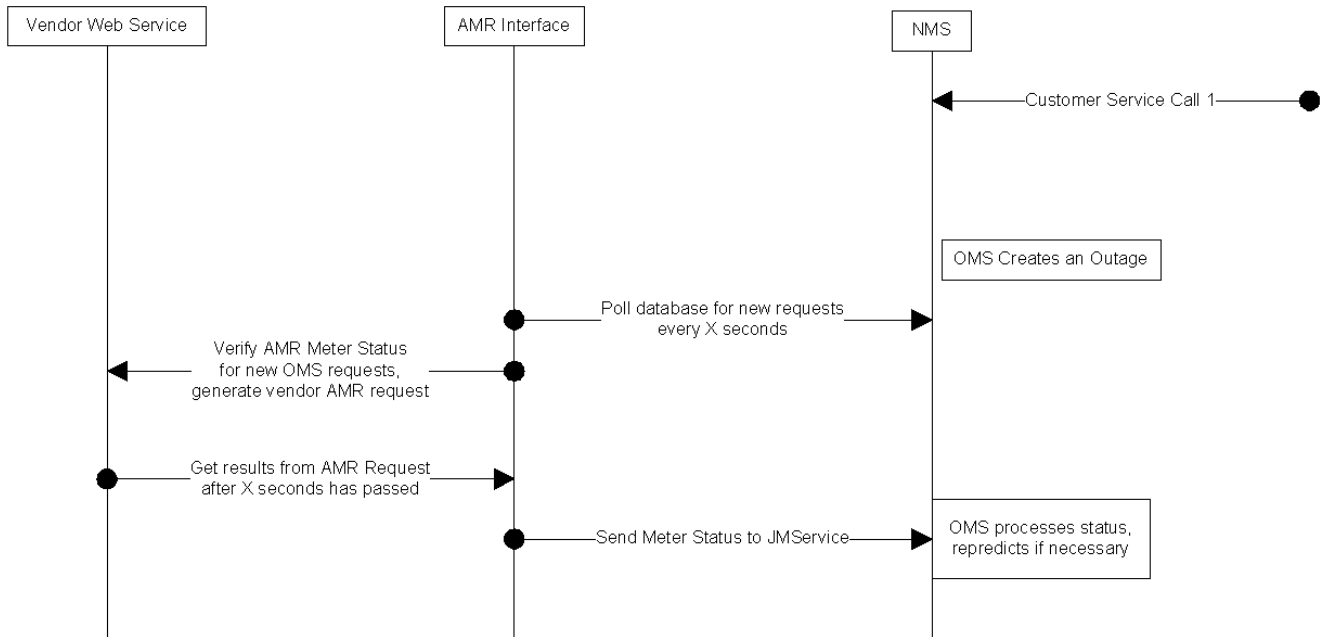 Vendor Web Service
AMR Interface
NMS
Customer Service Call 1
OMS Creates an Outage
Poll database for new requests
every X seconds
Verify AMR Meter Status
for new OMS requests,
generate vendor AMR request
Get results from AMR Request
after X seconds has passed
Send Meter Status to JMService
OMS processes status,
repredicts if necessary